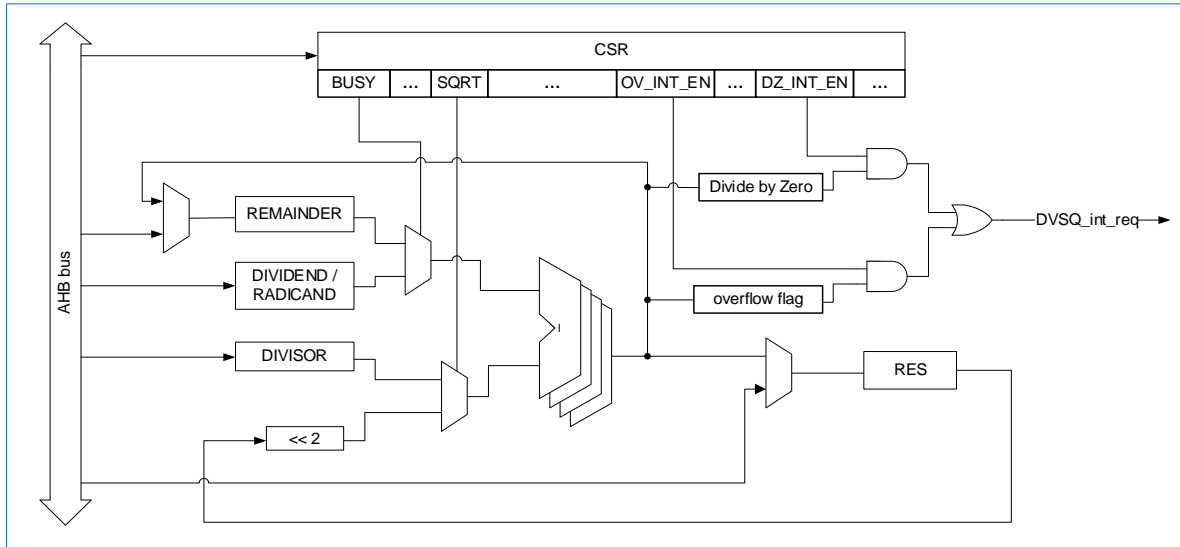 CSR
BUSY ... SQRT ... OV_INT_EN ... DZ_INT_EN ...
Divide by Zero
DVSQ_int_req
REMAINDER
AHB bus
DIVIDEND /
RADICAND
overflow flag
DIVISOR
RES
<< 2